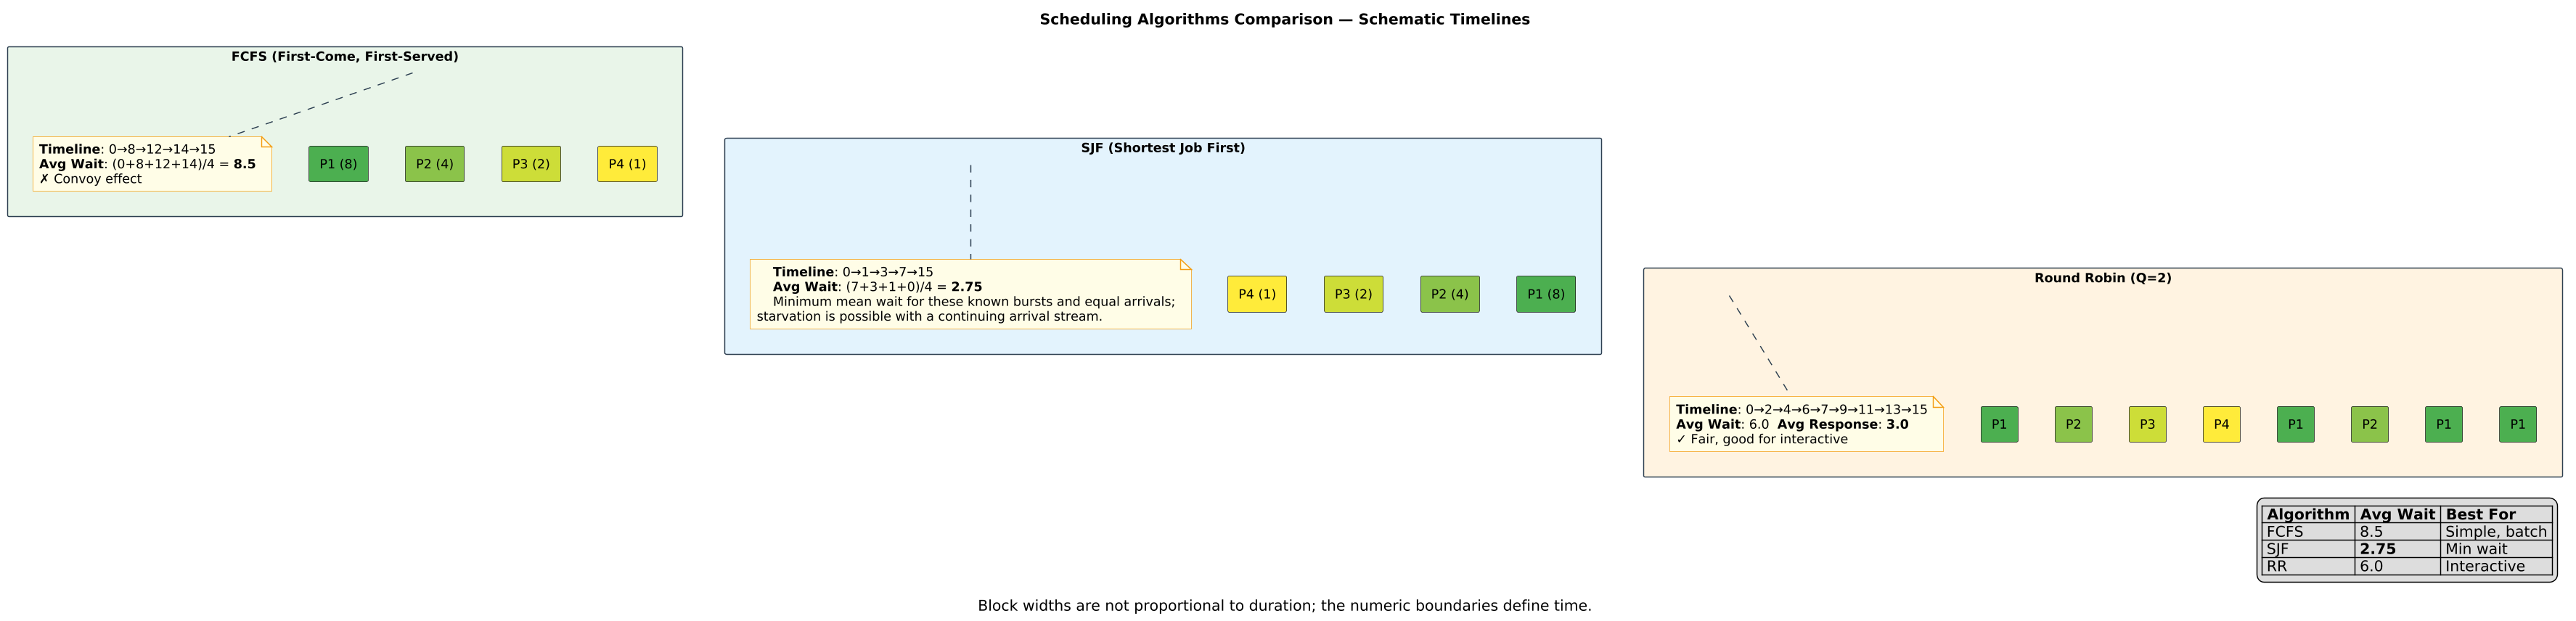 Scheduling Algorithms Comparison — Schematic Timelines
FCFS (First-Come, First-Served)
Timeline: 0→8→12→14→15
Avg Wait: (0+8+12+14)/4 = 8.5
✗ Convoy effect
P1 (8)
P2 (4)
P3 (2)
P4 (1)
SJF (Shortest Job First)
Timeline: 0→1→3→7→15
Avg Wait: (7+3+1+0)/4 = 2.75
Minimum mean wait for these known bursts and equal arrivals;
starvation is possible with a continuing arrival stream.
P4 (1)
P3 (2)
P2 (4)
P1 (8)
Round Robin (Q=2)
Timeline: 0→2→4→6→7→9→11→13→15
Avg Wait: 6.0 Avg Response: 3.0
✓ Fair, good for interactive
P1
P2
P3
P4
P1
P2
P1
P1
Algorithm Avg Wait Best For
FCFS 8.5 Simple, batch
SJF 2.75 Min wait
RR 6.0 Interactive
Block widths are not proportional to duration; the numeric boundaries define time.